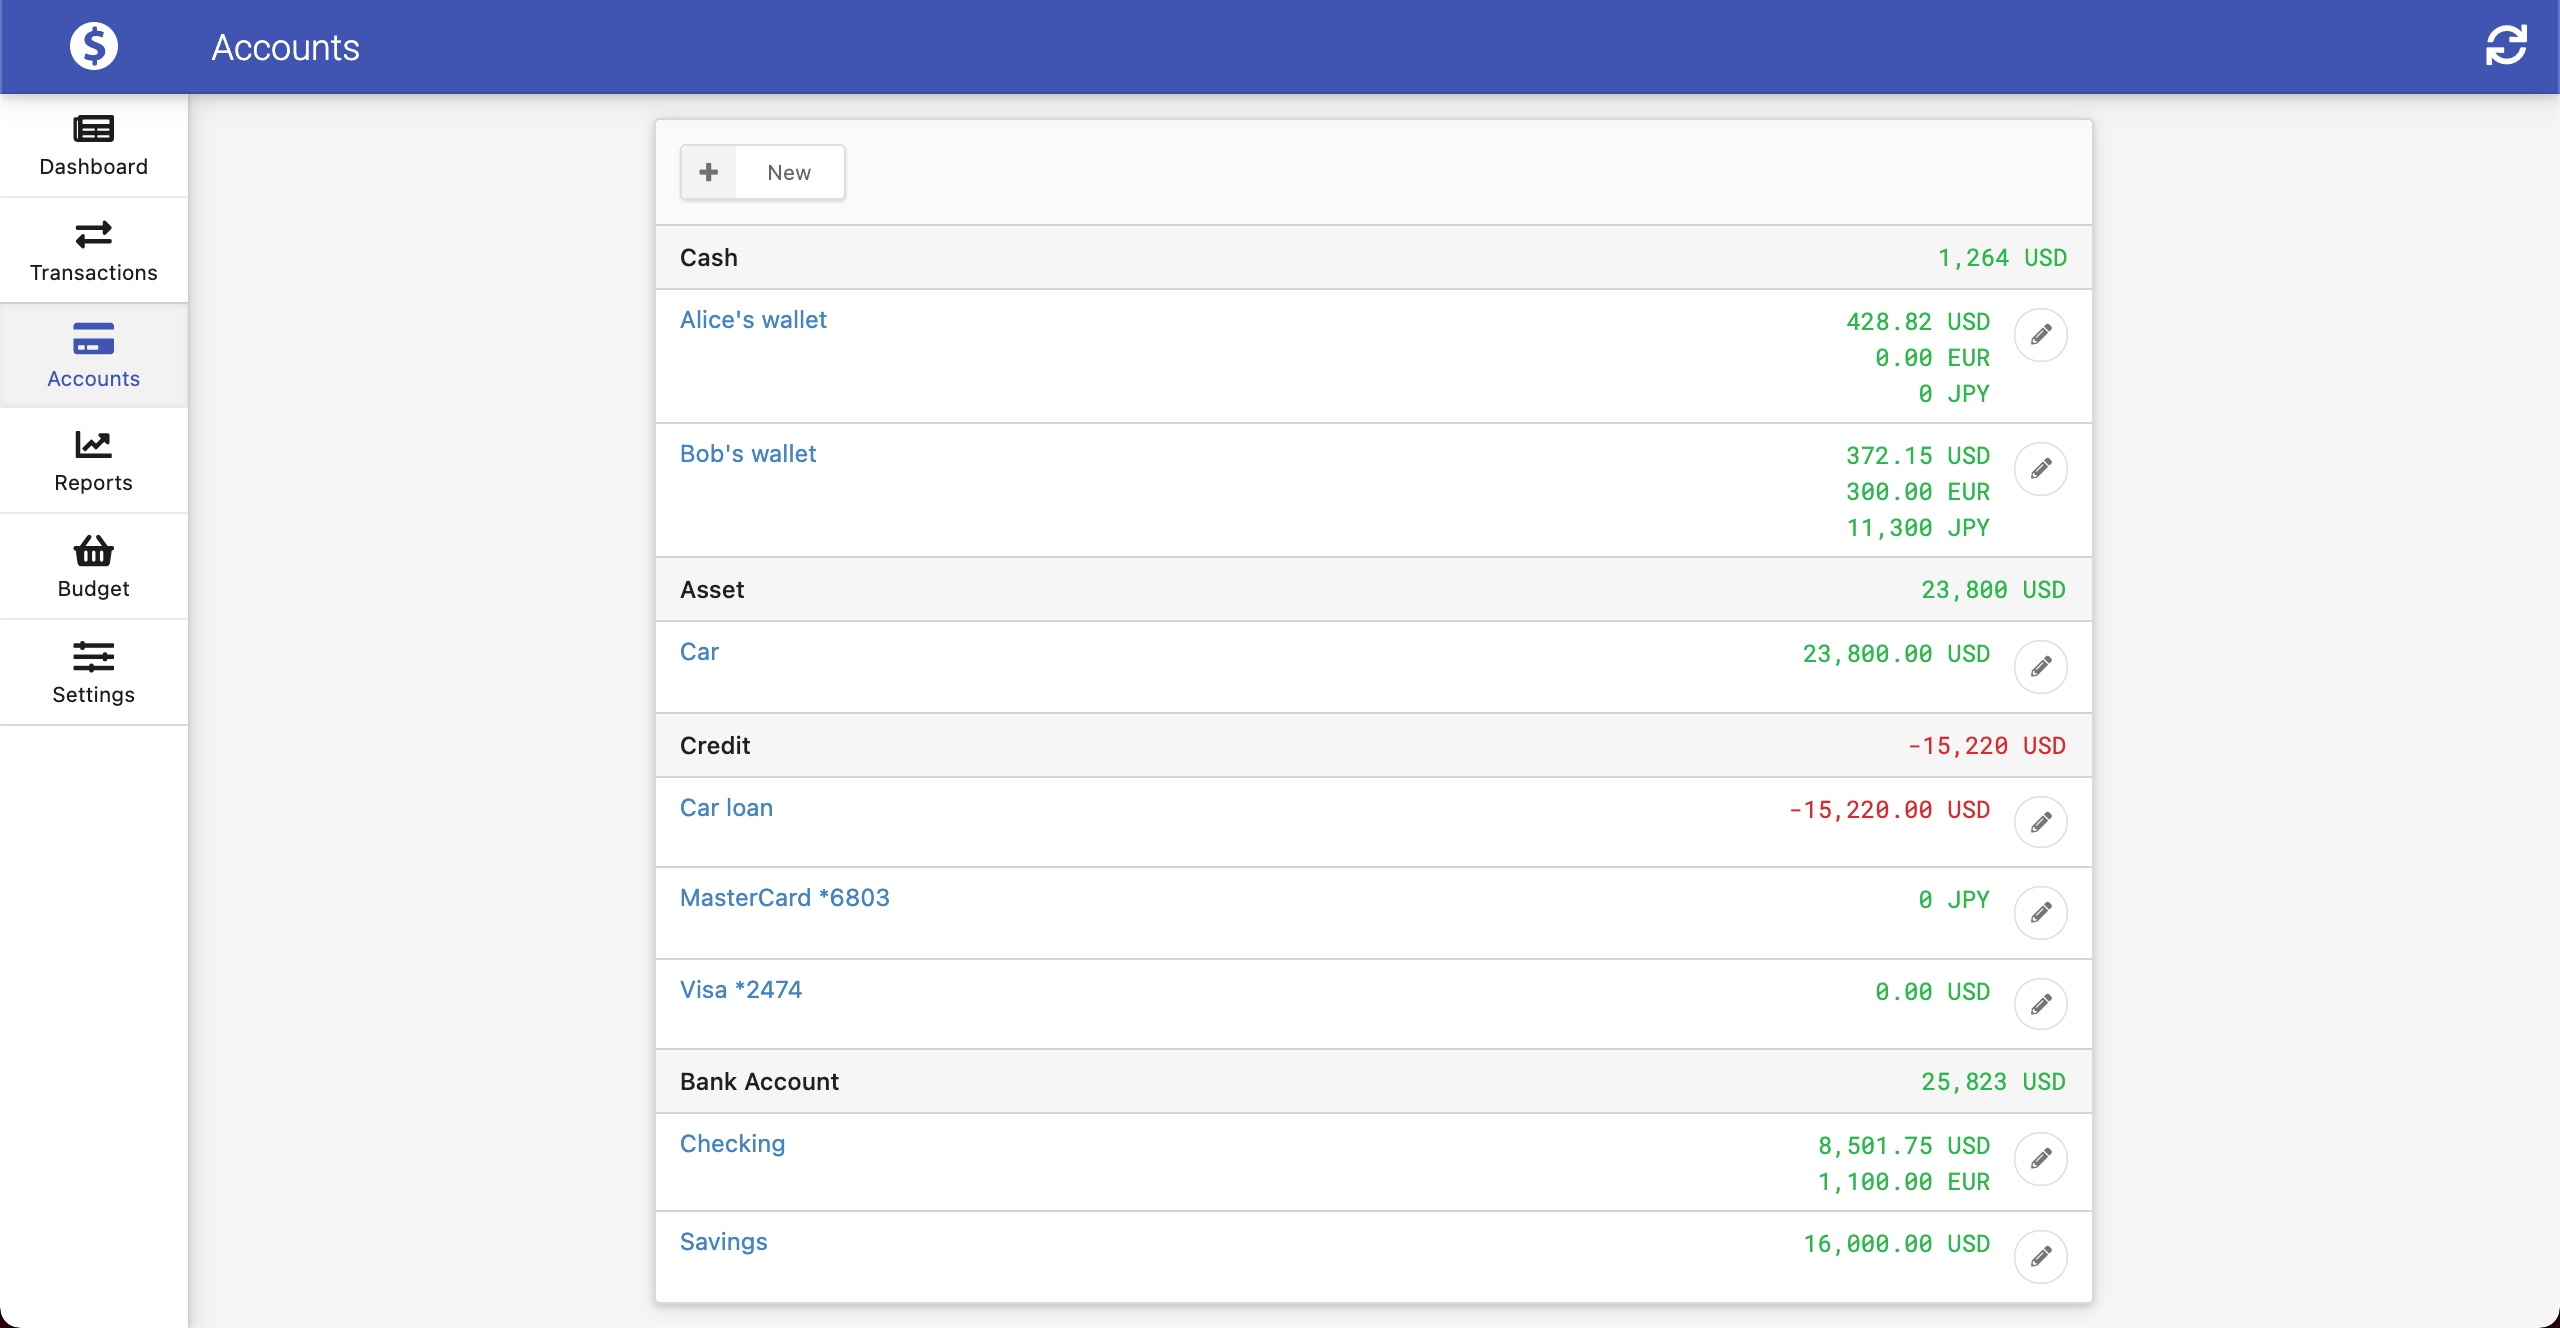 $ Accounts
Dashboard
Transactions
Accounts
Reports
Budget
Settings
New
Cash 1,264 USD
Alice's wallet 428.82 USD
0.00 EUR
0 JPY
Bob's wallet 372.15 USD
300.00 EUR
11,300 JPY
Asset 23,800 USD
Car 23,800.00 USD
Credit -15,220 USD
Car loan -15,220.00 USD
MasterCard *6803 0 JPY
Visa *2474 0.00 USD
Bank Account 25,823 USD
Checking 8,501.75 USD
1,100.00 EUR
Savings 16,000.00 USD